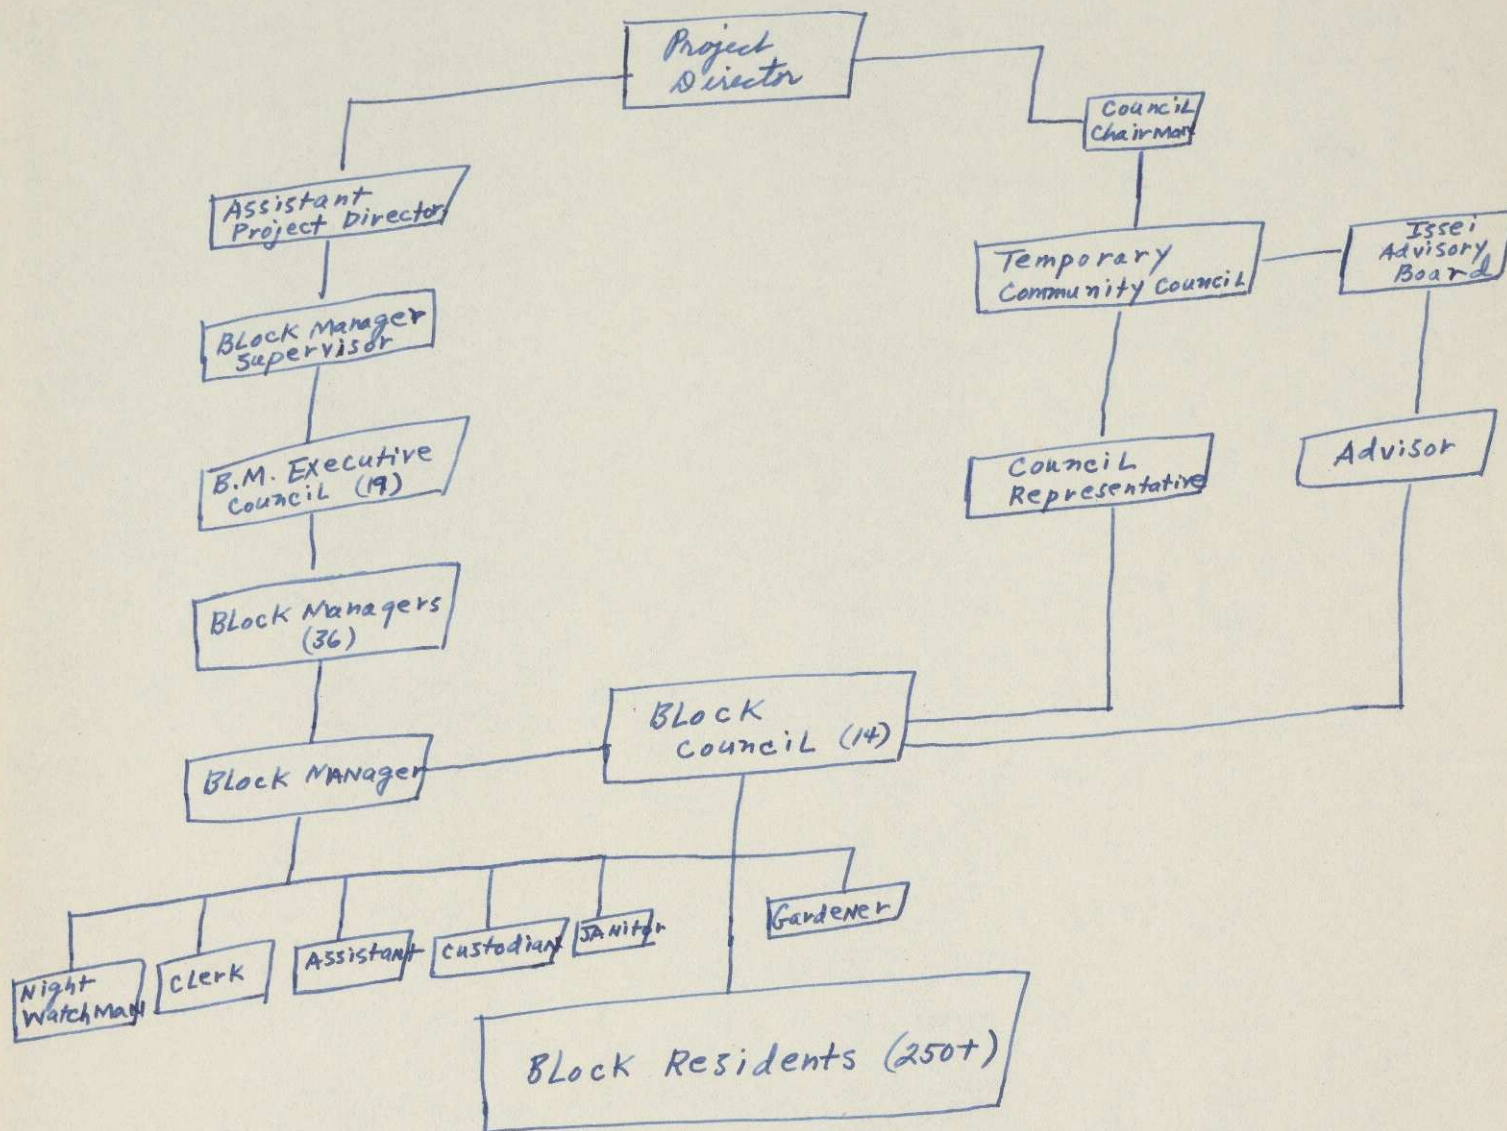 Project
Director
Council
Chairman
Assistant
Project Director
Temporary
Community Council
Issei
Advisory
Board
Block Manager
Supervisor
B.M. Executive
Council (19)
Council
Representative
Advisor
Block Managers
(36)
Block
Council (14)
Block Manager
Night
Watchman
Clerk
Assistant
Custodian
Janitor
Gardener
Block Residents (250+)